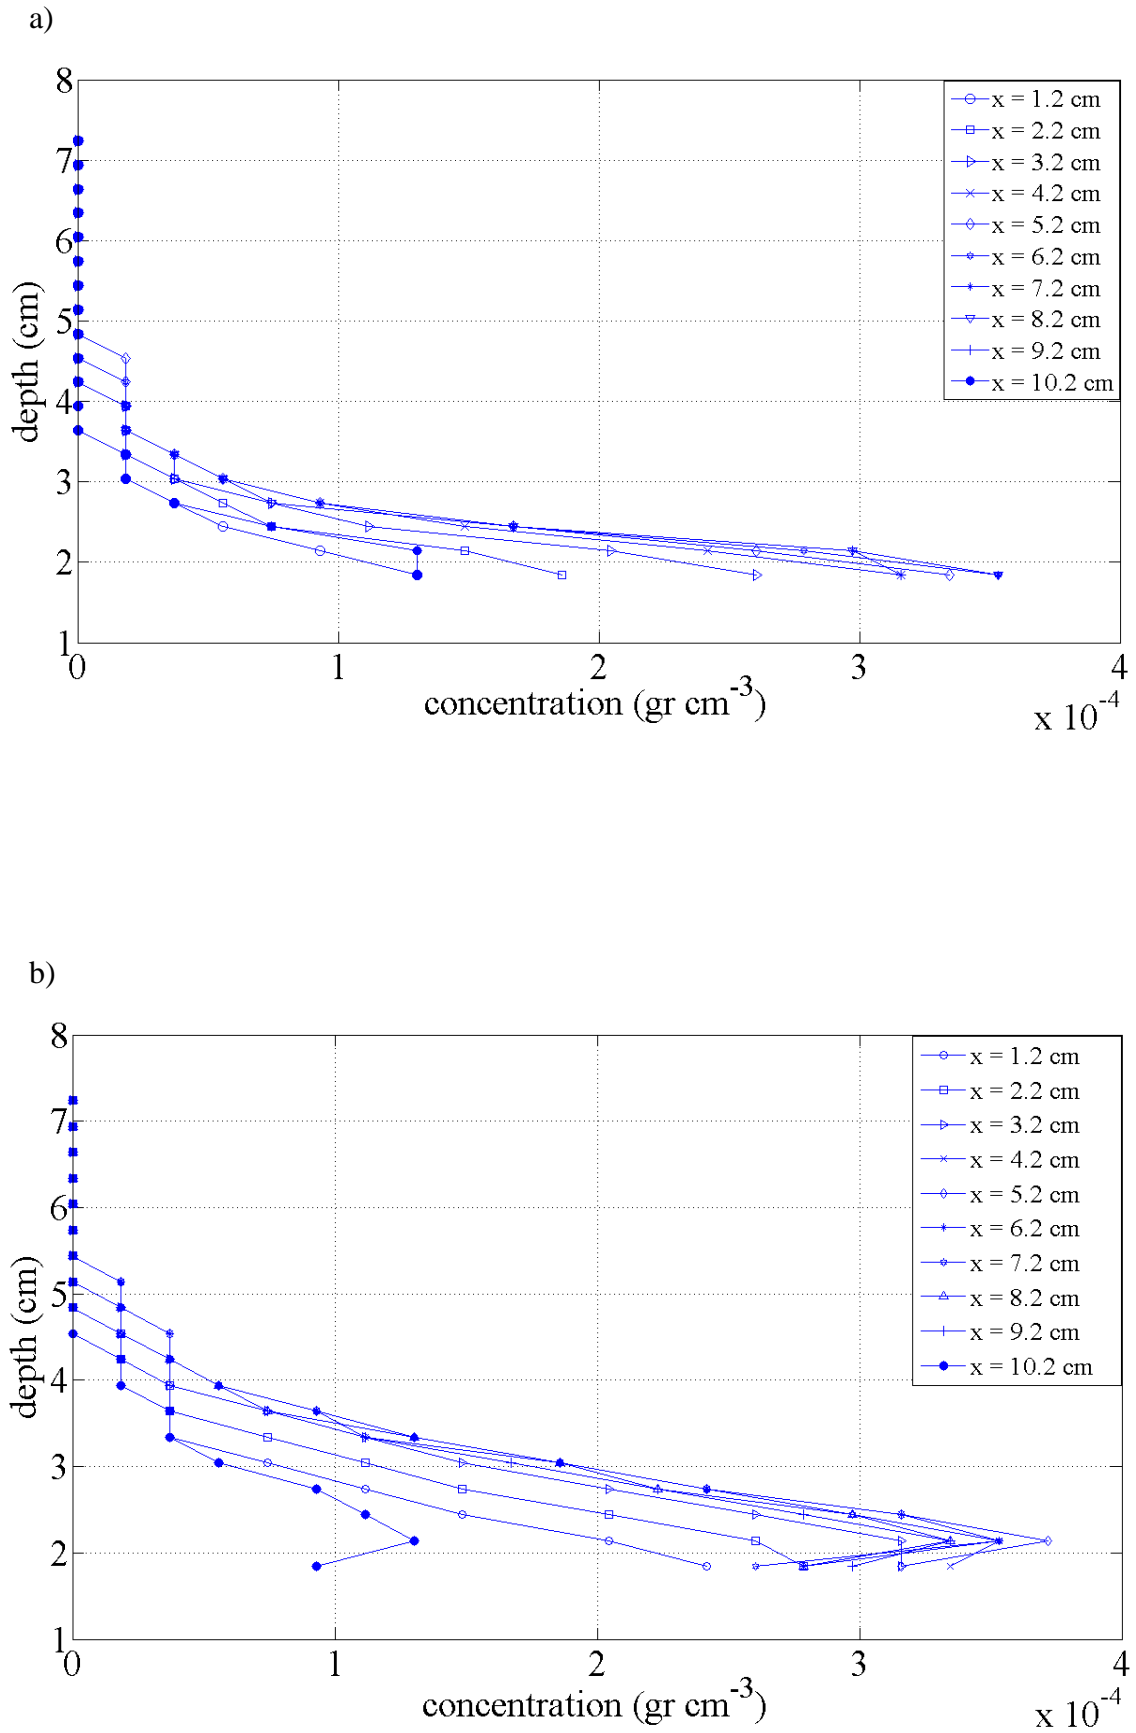 a)
8
7
6
5
4
3
2
1
depth (cm)
0 1 2 3 4
concentration (gr cm-3)
x 10-4
x = 1.2 cm
x = 2.2 cm
x = 3.2 cm
x = 4.2 cm
x = 5.2 cm
x = 6.2 cm
x = 7.2 cm
x = 8.2 cm
x = 9.2 cm
x = 10.2 cm
b)
8
7
6
5
4
3
2
1
depth (cm)
0 1 2 3 4
concentration (gr cm-3)
x 10-4
x = 1.2 cm
x = 2.2 cm
x = 3.2 cm
x = 4.2 cm
x = 5.2 cm
x = 6.2 cm
x = 7.2 cm
x = 8.2 cm
x = 9.2 cm
x = 10.2 cm